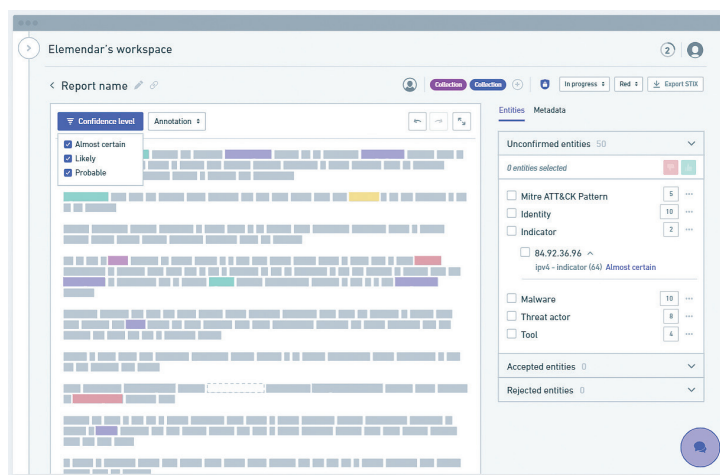 Elemendar's workspace
2
Report name
Collection
Collection
In progress
Red
Export STIX
Confidence level
Annotation
Almost certain
Likely
Probable
Entities
Metadata
Unconfirmed entities 50
0 entities selected
Mitre ATT&CK Pattern 5
Identity 10
Indicator 2
84.92.36.96
ipv4 - indicator (64) Almost certain
Malware 19
Threat actor 8
Tool 4
Accepted entities 0
Rejected entities 0